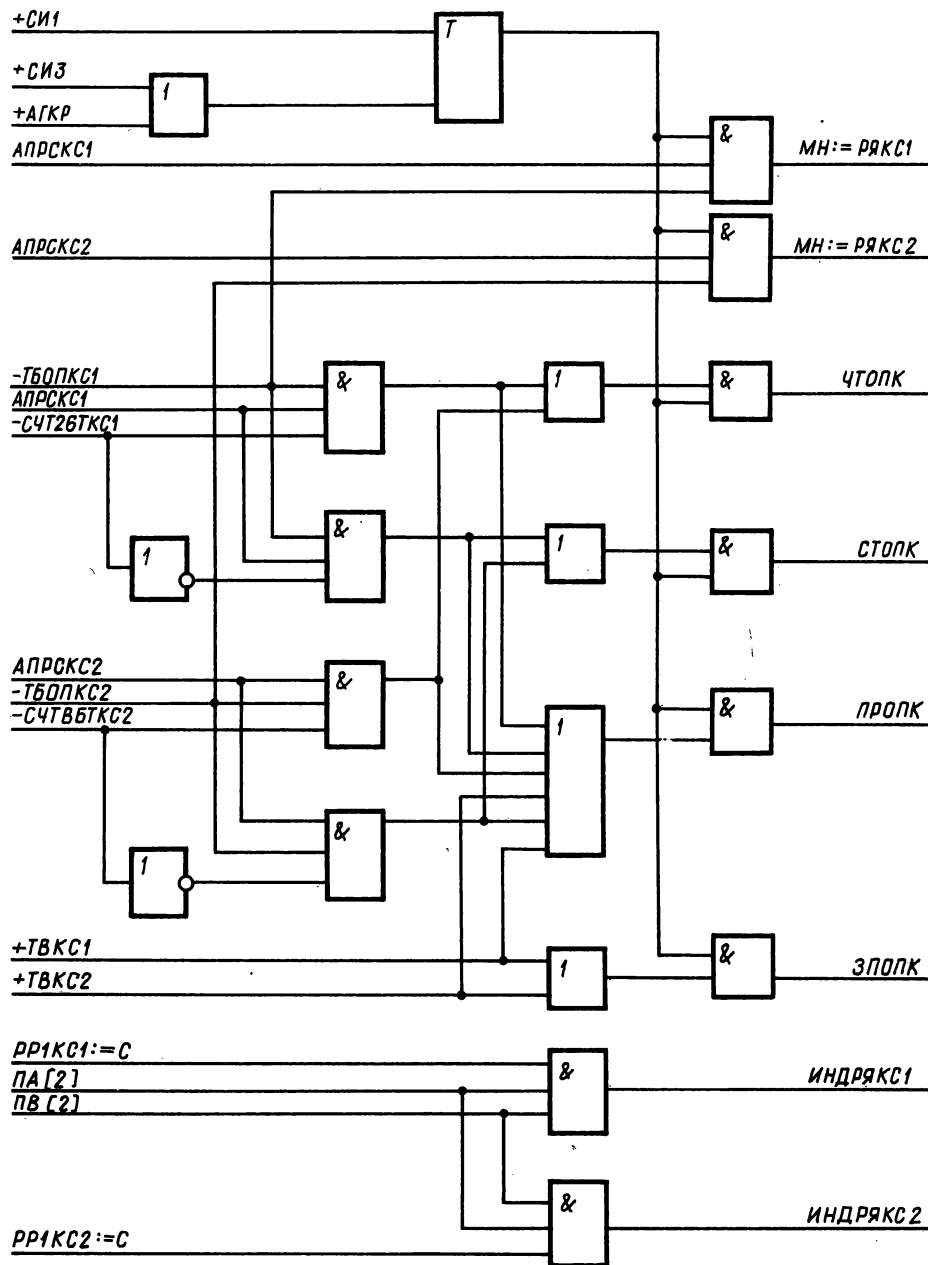 +СИ1
Т
+СИ3
1
+АГКР
АПРСКС1
&
МН:=РЯКС1
&
АПРСКС2
МН:=РЯКС2
-ТБОПКС1
&
1
&
ЧТОПК
АПРСКС1
-СЧТ2БТКС1
&
1
&
СТОПК
1
АПРСКС2
&
-ТБОПКС2
-СЧТВБТКС2
1
&
ПРОПК
&
1
+ТВКС1
1
&
+ТВКС2
ЗПОПК
РР1КС1:=С
&
ПА[2]
ИНДРЯКС1
ПВ[2]
&
ИНДРЯКС2
РР1КС2:=С